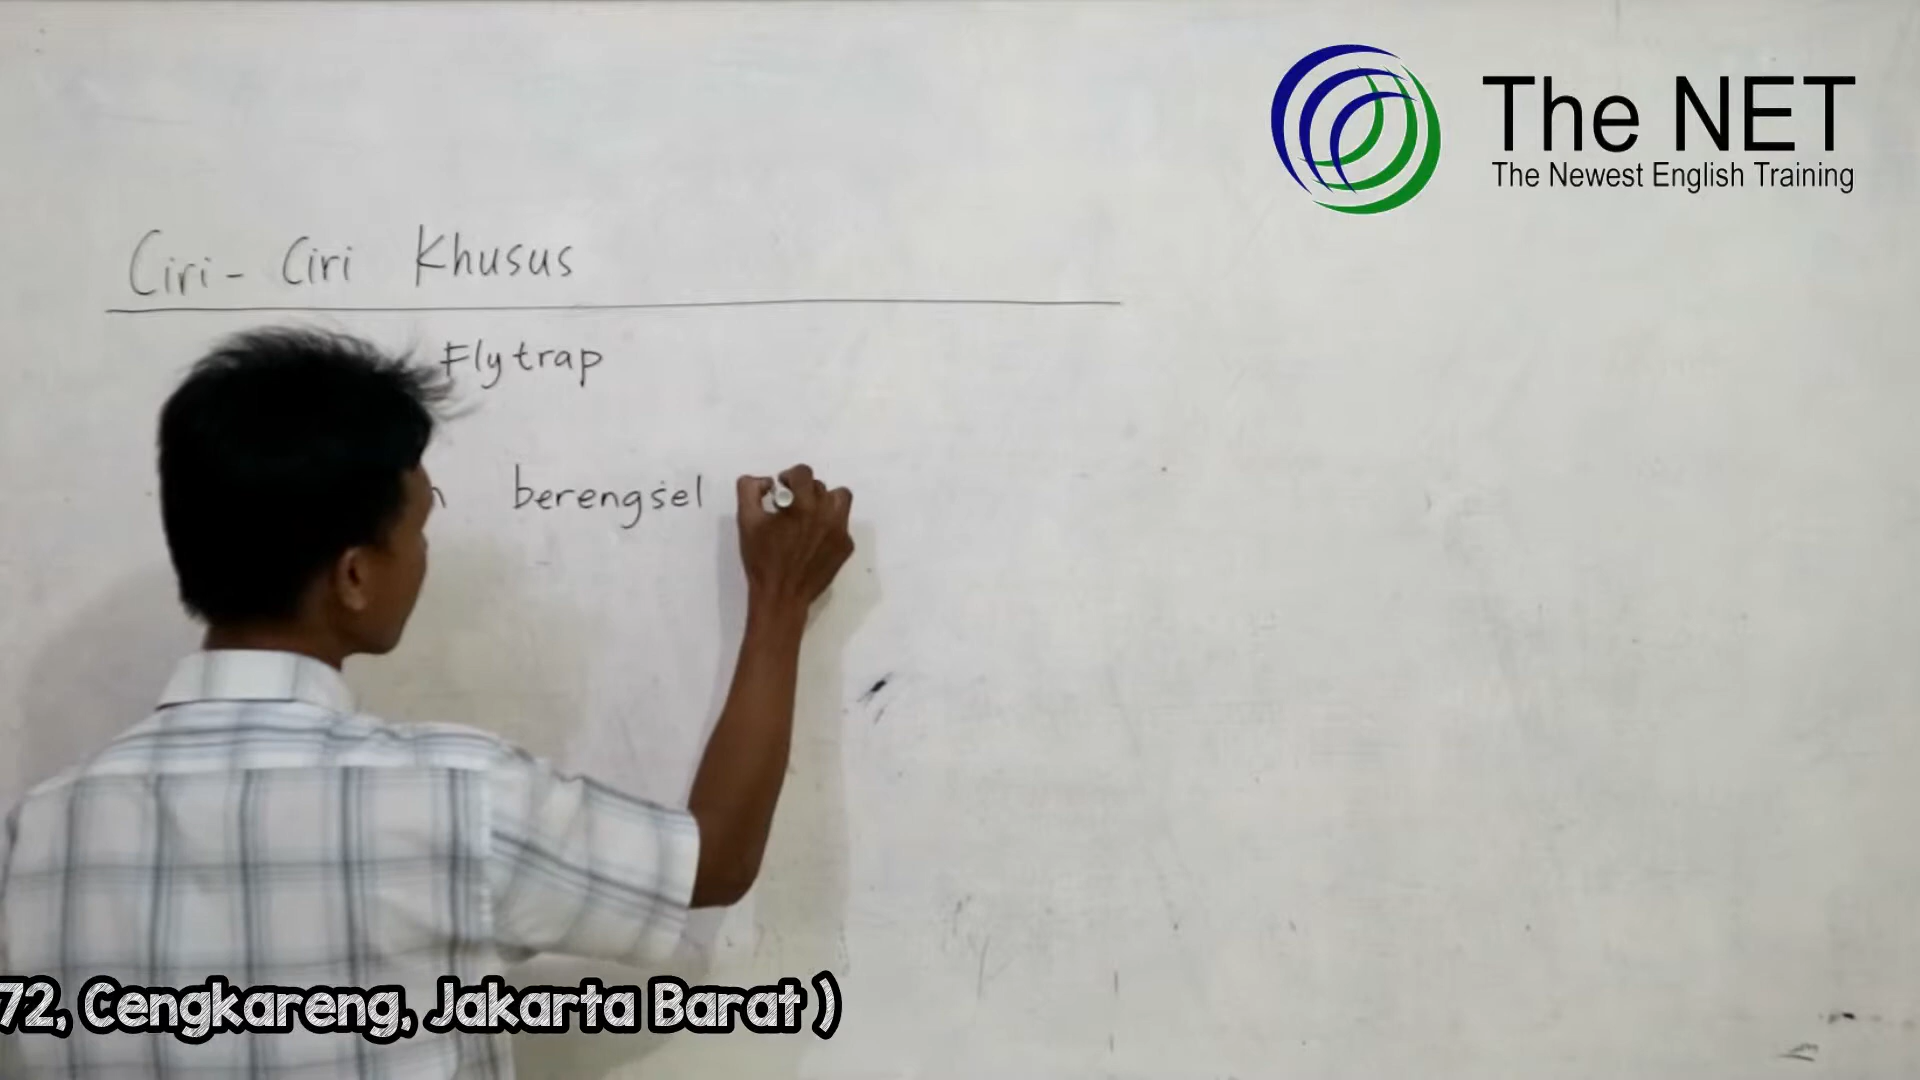 The NET
The Newest English Training
Ciri - Ciri Khusus
Flytrap
berengsel
72, Cengkareng, Jakarta Barat )